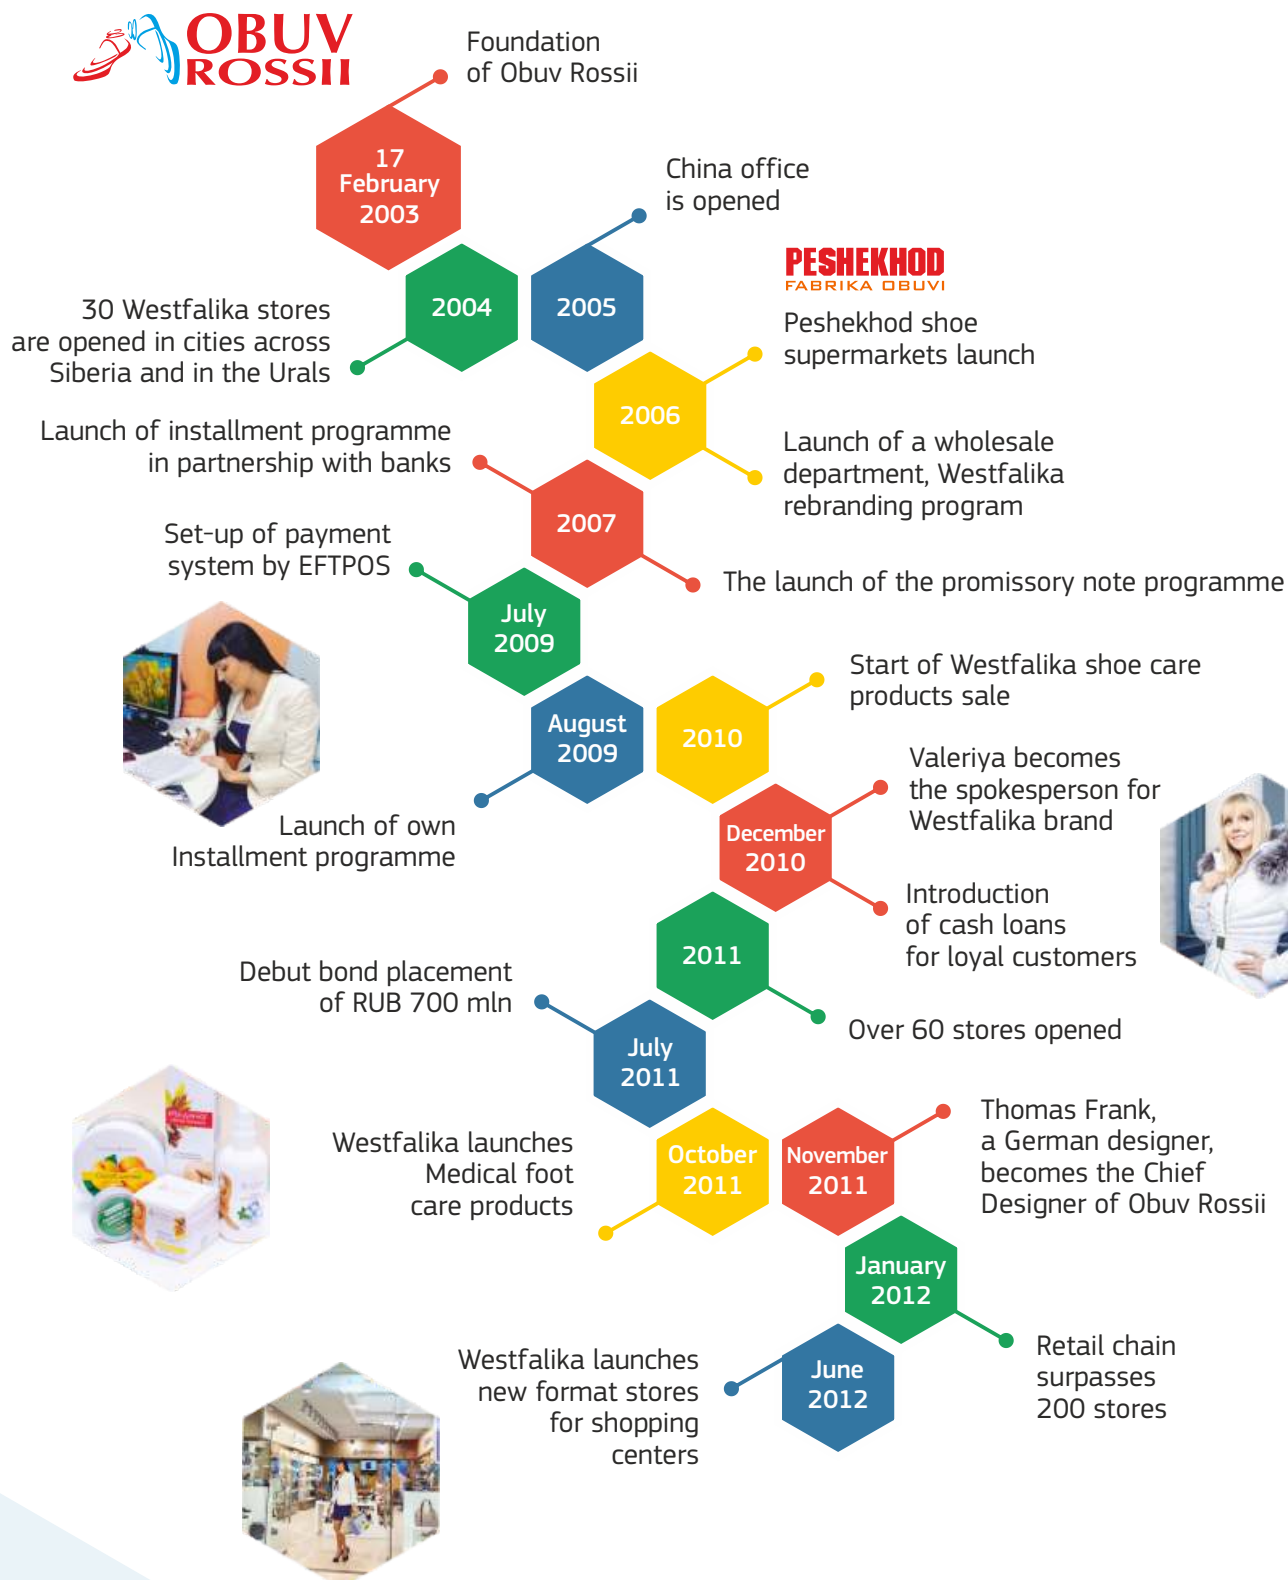 OBUV
ROSSII
Foundation
of Obuv Rossii
17
February
2003
China office
is opened
2004
2005
30 Westfalika stores
are opened in cities across
Siberia and in the Urals
PESHEKHOD
FABRIKA OBUVI
Peshekhod shoe
supermarkets launch
2006
Launch of a wholesale
department, Westfalika
rebranding program
Launch of installment programme
in partnership with banks
2007
The launch of the promissory note programme
Set-up of payment
system by EFTPOS
July
2009
August
2009
Launch of own
Installment programme
Start of Westfalika shoe care
products sale
2010
Valeriya becomes
the spokesperson for
Westfalika brand
December
2010
Introduction
of cash loans
for loyal customers
2011
Over 60 stores opened
Debut bond placement
of RUB 700 mln
July
2011
Westfalika launches
Medical foot
care products
October
2011
November
2011
Thomas Frank,
a German designer,
becomes the Chief
Designer of Obuv Rossii
January
2012
Retail chain
surpasses
200 stores
Westfalika launches
new format stores
for shopping
centers
June
2012